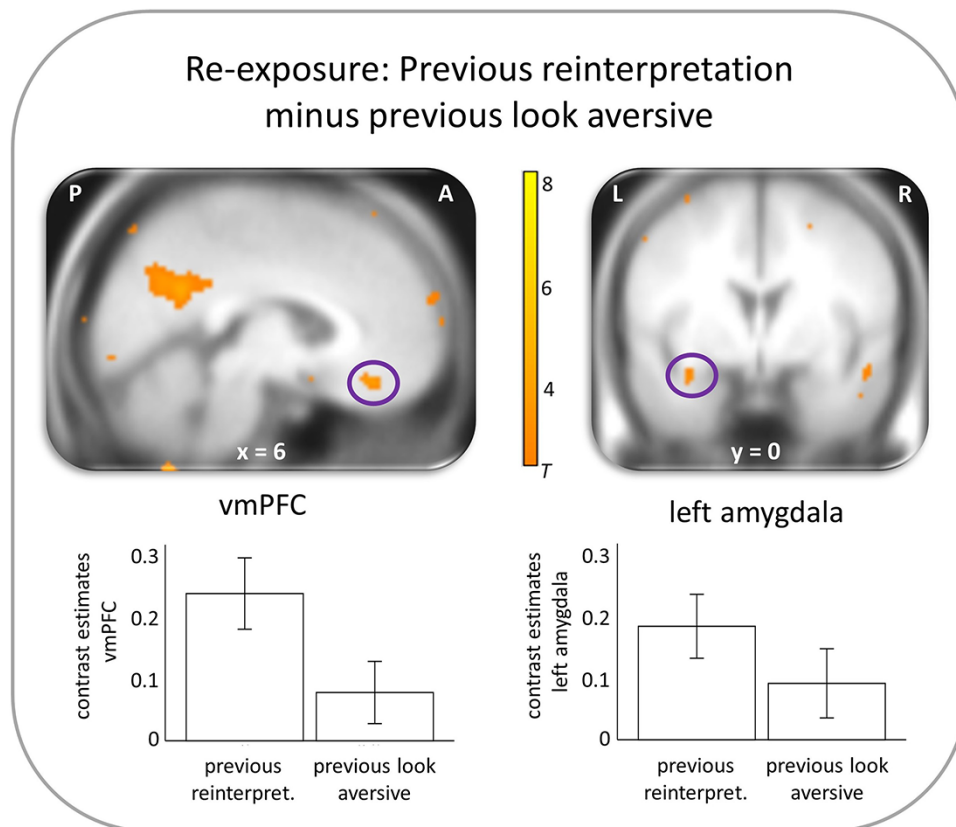 Re-exposure: Previous reinterpretation
minus previous look aversive
P
A
x = 6
8
6
4
T
L
R
y = 0
vmPFC
left amygdala
contrast estimates
vmPFC
0.3
0.2
0.1
0
previous
reinterpret.
previous look
aversive
contrast estimates
left amygdala
0.3
0.2
0.1
0
previous
reinterpret.
previous look
aversive